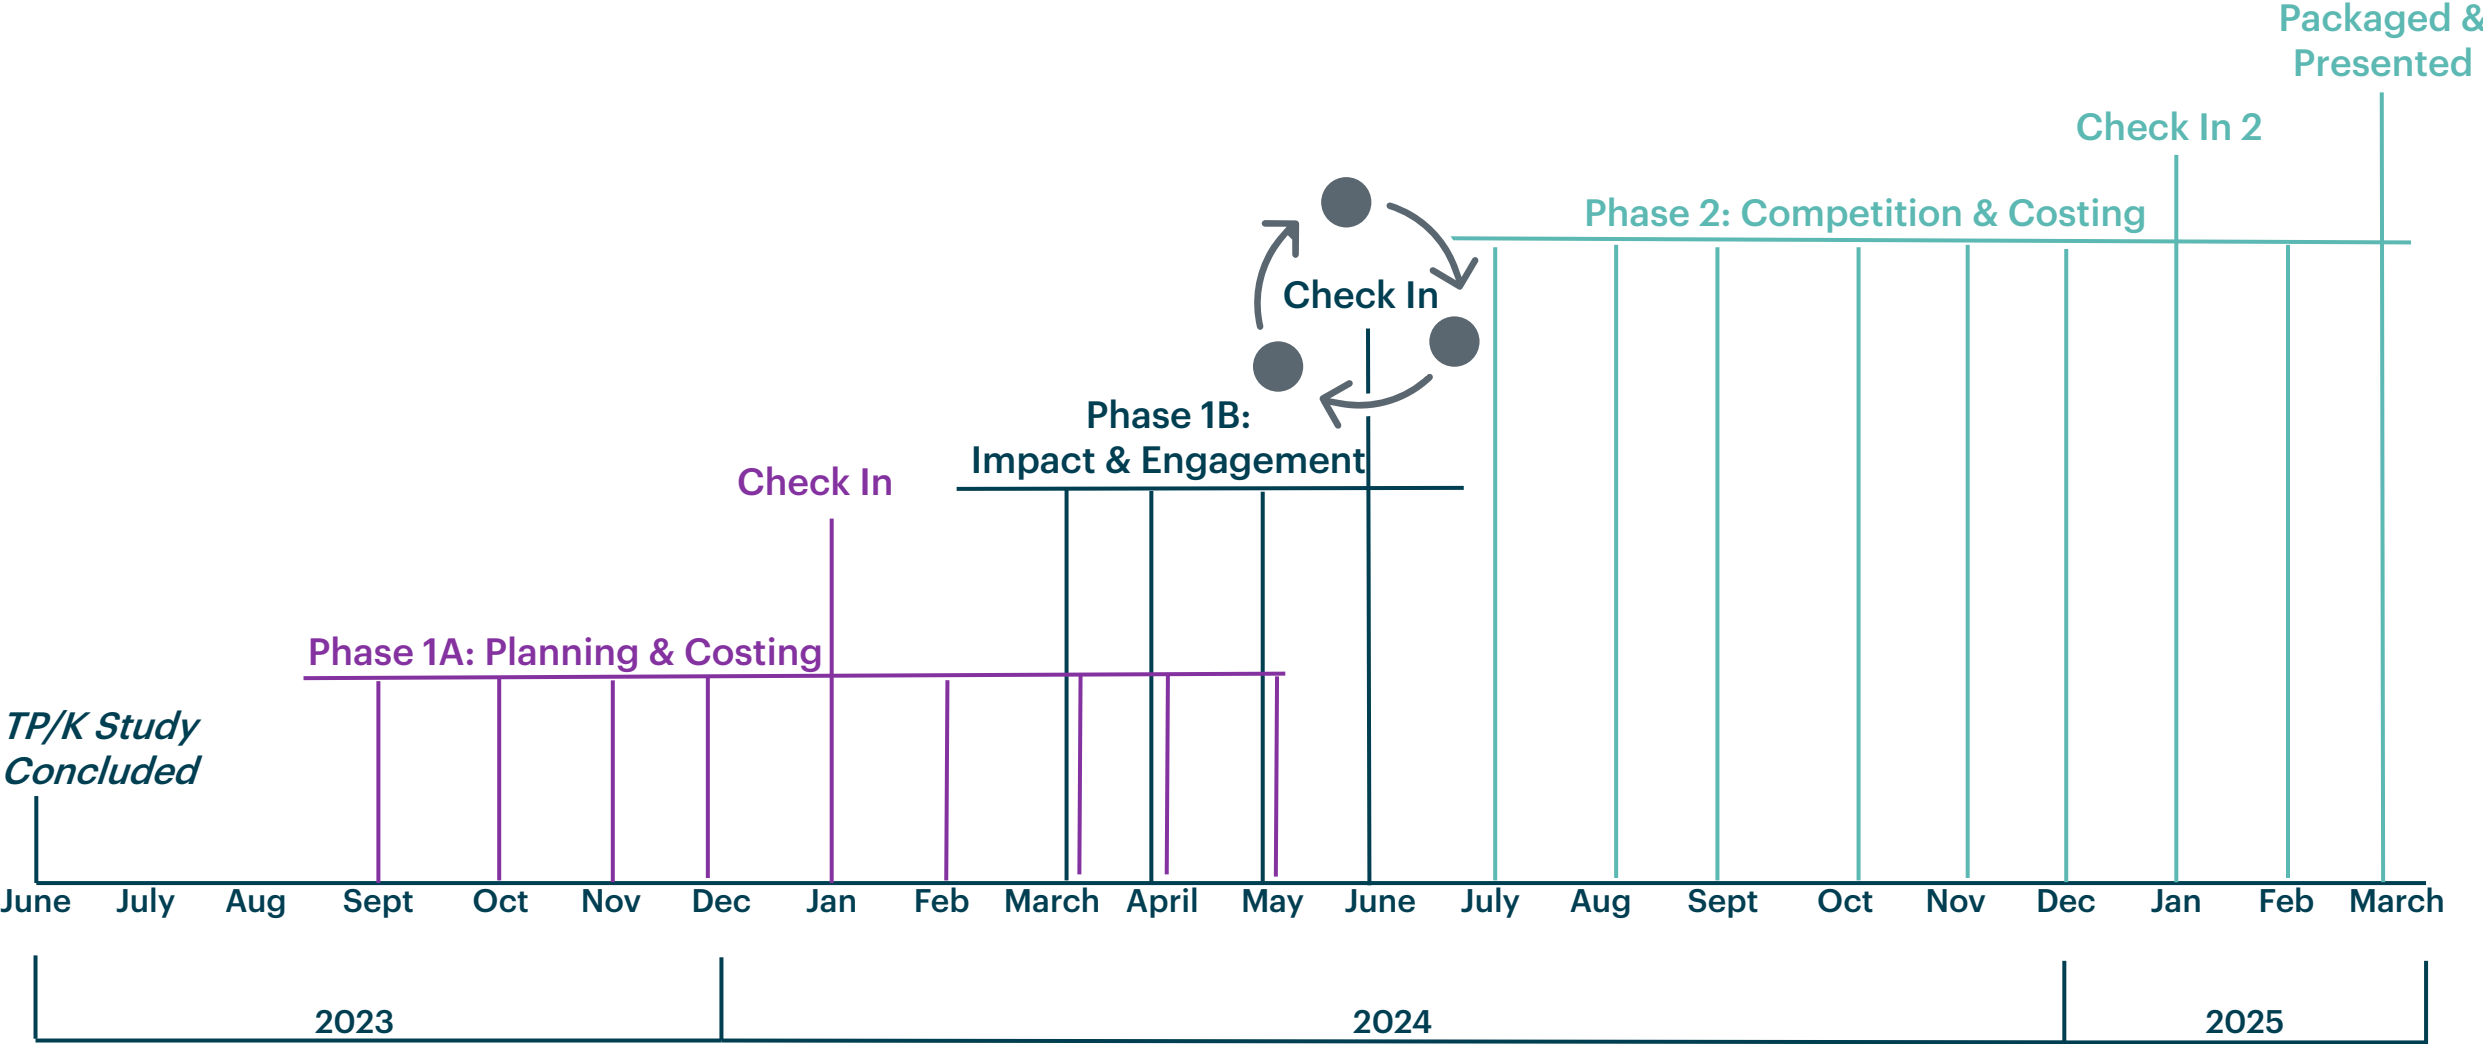 Packaged &
Presented
Check In 2
Phase 2: Competition & Costing
Check In
Phase 1B:
Impact & Engagement
Check In
Phase 1A: Planning & Costing
TP/K Study
Concluded
June July Aug Sept Oct Nov Dec Jan Feb March April May June July Aug Sept Oct Nov Dec Jan Feb March
2023 2024 2025